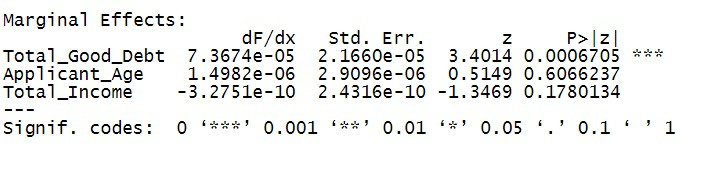 Marginal Effects:
dF/dx Std. Err. z P>|z|
Total_Good_Debt 7.3674e-05 2.1660e-05 3.4014 0.0006705 ***
Applicant_Age 1.4982e-06 2.9096e-06 0.5149 0.6066237
Total_Income -3.2751e-10 2.4316e-10 -1.3469 0.1780134
---
Signif. codes: 0 ‘***’ 0.001 ‘**’ 0.01 ‘*’ 0.05 ‘.’ 0.1 ‘ ’ 1